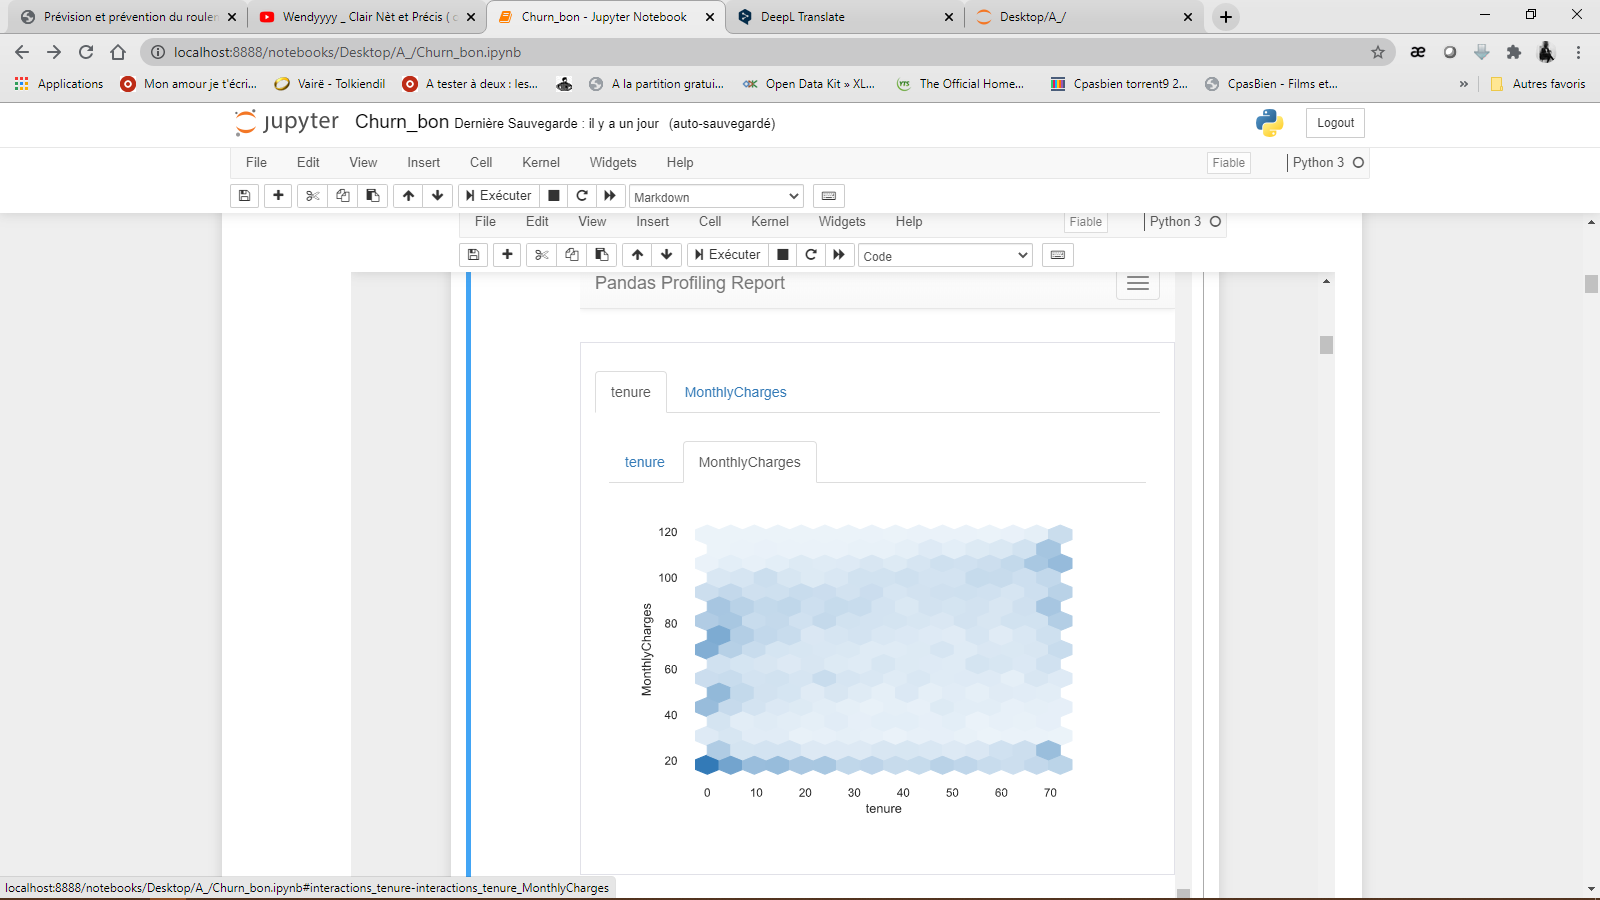 Prévision et prévention du rouler
Wendyyyy _ Clair Nèt et Précis ( c
Churn_bon - Jupyter Notebook
DeepL Translate
Desktop/A_/
localhost:8888/notebooks/Desktop/A_/Churn_bon.ipynb
Applications
Mon amour je t'écri...
Vairë - Tolkiendil
A tester à deux : les...
A la partition gratui...
Open Data Kit » XL...
The Official Home...
Cpasbien torrent9 2...
CpasBien - Films et...
»
Autres favoris
jupyter
Churn_bon Dernière Sauvegarde : il y a un jour (auto-sauvegardé)
Logout
File Edit View Insert Cell Kernel Widgets Help
Fiable
Python 3
Exécuter
Markdown
File Edit View Insert Cell Kernel Widgets Help
Fiable
Python 3
Exécuter
Code
Pandas Profiling Report
tenure MonthlyCharges
tenure MonthlyCharges
120
100
80
60
40
20
MonthlyCharges
0 10 20 30 40 50 60 70
tenure
localhost:8888/notebooks/Desktop/A_/Churn_bon.ipynb#interactions_tenure-interactions_tenure_MonthlyCharges